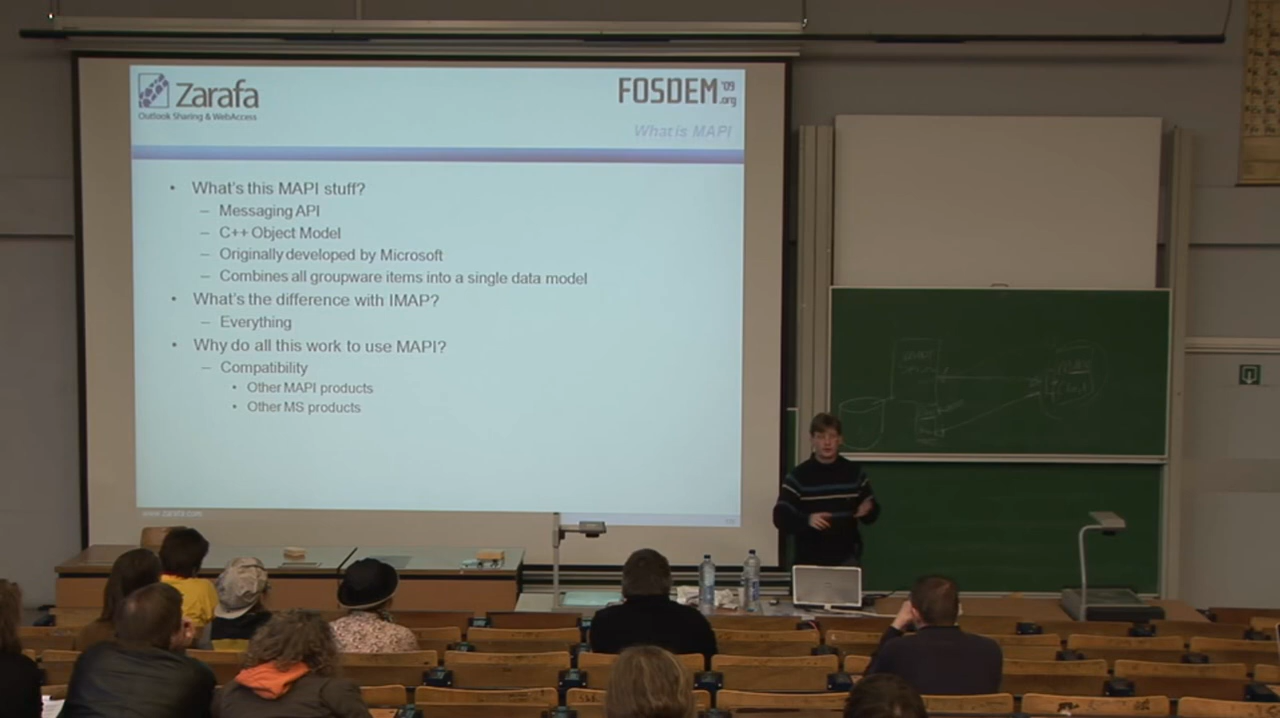 Zarafa
Outlook Sharing & WebAccess
FOSDEM '09
.org
What is MAPI
• What's this MAPI stuff?
– Messaging API
– C++ Object Model
– Originally developed by Microsoft
– Combines all groupware items into a single data model
• What's the difference with IMAP?
– Everything
• Why do all this work to use MAPI?
– Compatibility
• Other MAPI products
• Other MS products
www.zarafa.com